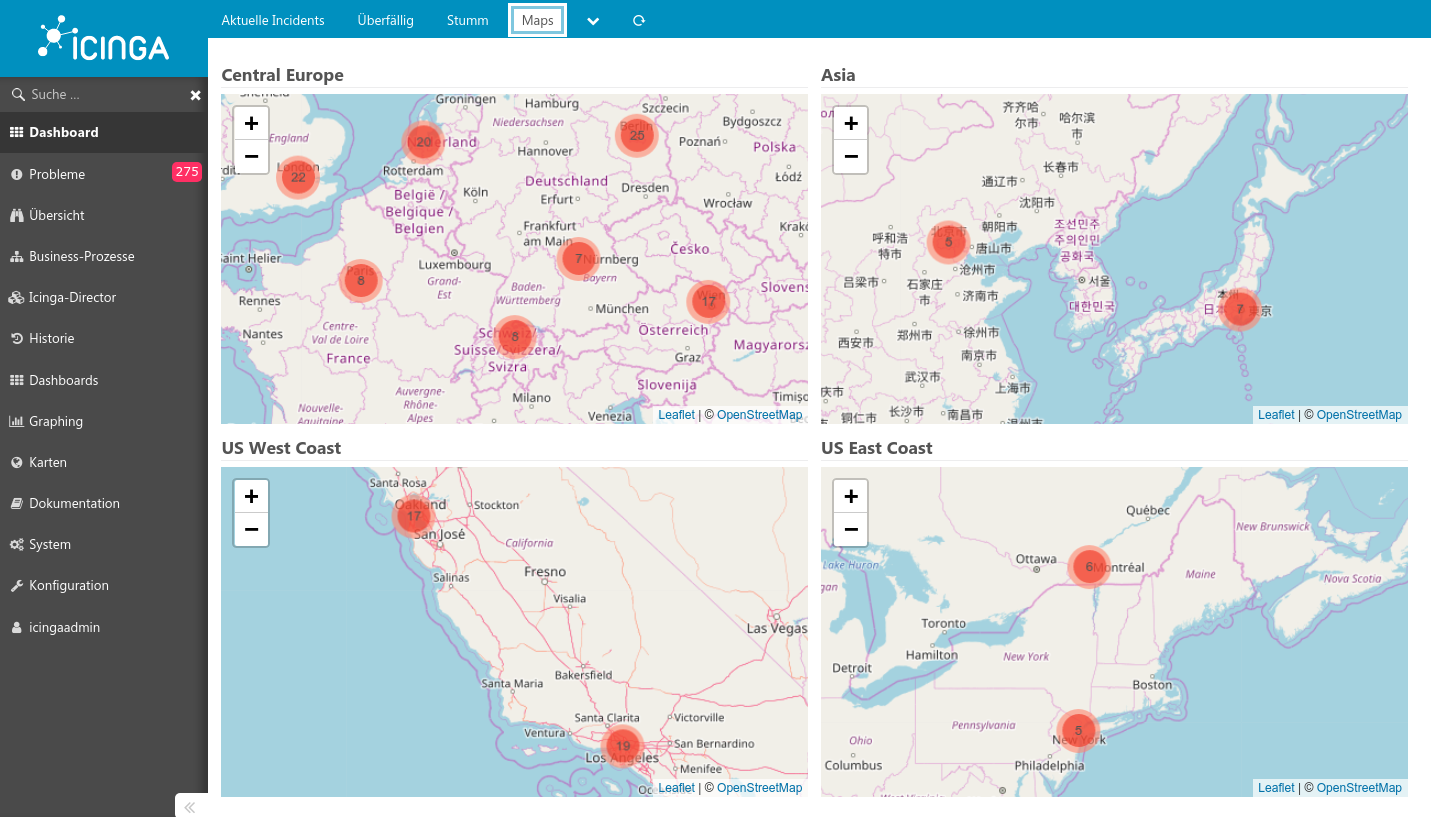 ICINGA
Aktuelle Incidents Überfällig Stumm Maps
Suche ...
Dashboard
Probleme 275
Übersicht
Business-Prozesse
Icinga-Director
Historie
Dashboards
Graphing
Karten
Dokumentation
System
Konfiguration
icingaadmin
Central Europe
+
−
Groningen
Hamburg
Szczecin
England
Niedersachsen
Bydgoszcz
20
25
Hannover
Poznań
Polska
London
22
Rotterdam
Deutschland
Łódź
België /
Belgique /
Belgien
Köln
Erfurt
Dresden
Wrocław
Frankfurt
am Main
Luxembourg
7
Nürnberg
Bayern
Česko
Paris
8
Grand-
Est
Baden-
Württemberg
Rennes
München
17
Nantes
Centre-
Val de Loire
France
Schweiz/
Suisse/Svizzera/
Svizra
8
Österreich
Graz
Magyarorsz
Slovenija
Auvergne-
Rhône-
Alpes
Milano
Nouvelle-
Aquitaine
Venezia
Leaflet | © OpenStreetMap
Asia
+
−
齐齐哈
尔市
哈尔滨
市
长春市
通辽市
沈阳市
呼和浩
特市
北京市
5
朝阳市
唐山市
조선민주
주의인민
공화국
沧州市
吕梁市
石家庄
市
济南市
서울
대한민국
日本
本州
7
東京
西安市
郑州市
徐州市
南京市
武汉市
上海市
长沙市
南昌市
铜仁市
温州市
Leaflet | © OpenStreetMap
US West Coast
+
−
Santa Rosa
Oakland
17
Stockton
San José
California
Salinas
Fresno
Visalia
Las Vegas
Bakersfield
Santa Maria
Santa Clarita
Victorville
Ventura
19
San Bernardino
Los Angeles
Menifee
Leaflet | © OpenStreetMap
US East Coast
+
−
Québec
New Brunswick
Ottawa
6
Montréal
Lake Huron
Maine
Nova Scotia
Toronto
Hamilton
New York
Detroit
Boston
Pennsylvania
5
New York
Ohio
Columbus
Philadelphia
Leaflet | © OpenStreetMap